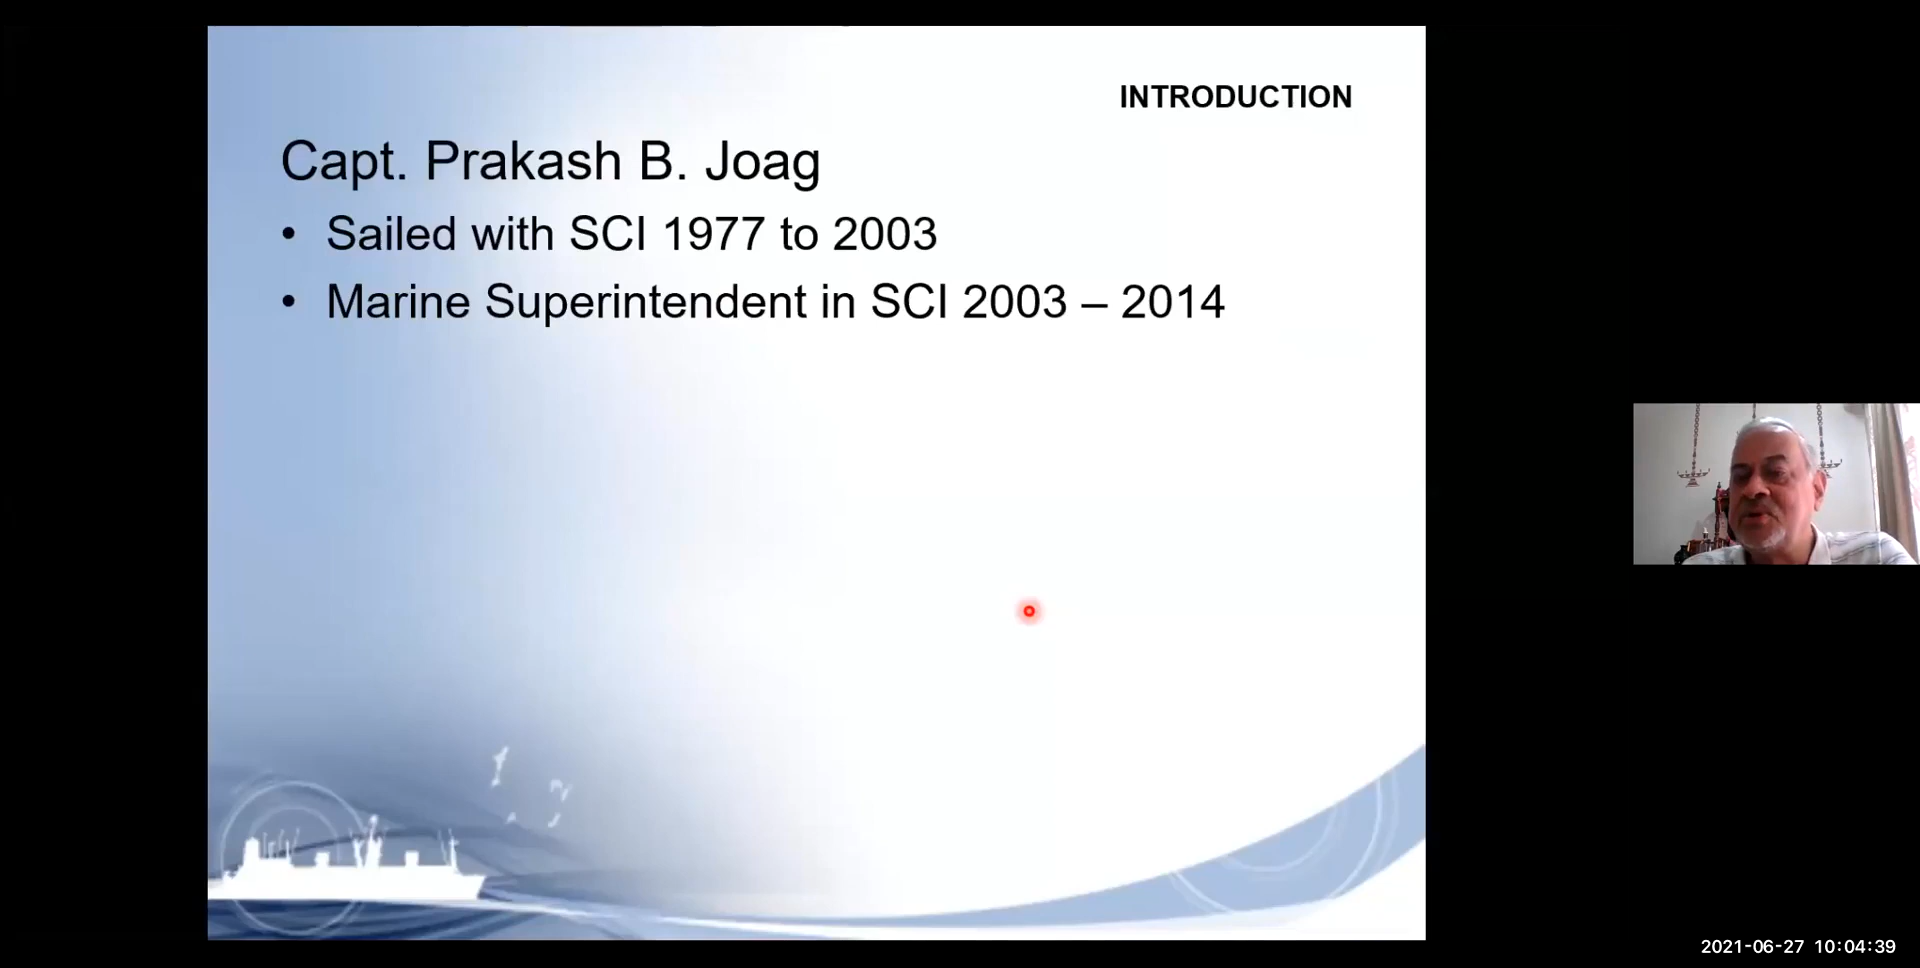 INTRODUCTION
Capt. Prakash B. Joag
• Sailed with SCI 1977 to 2003
• Marine Superintendent in SCI 2003 – 2014
2021-06-27 10:04:39